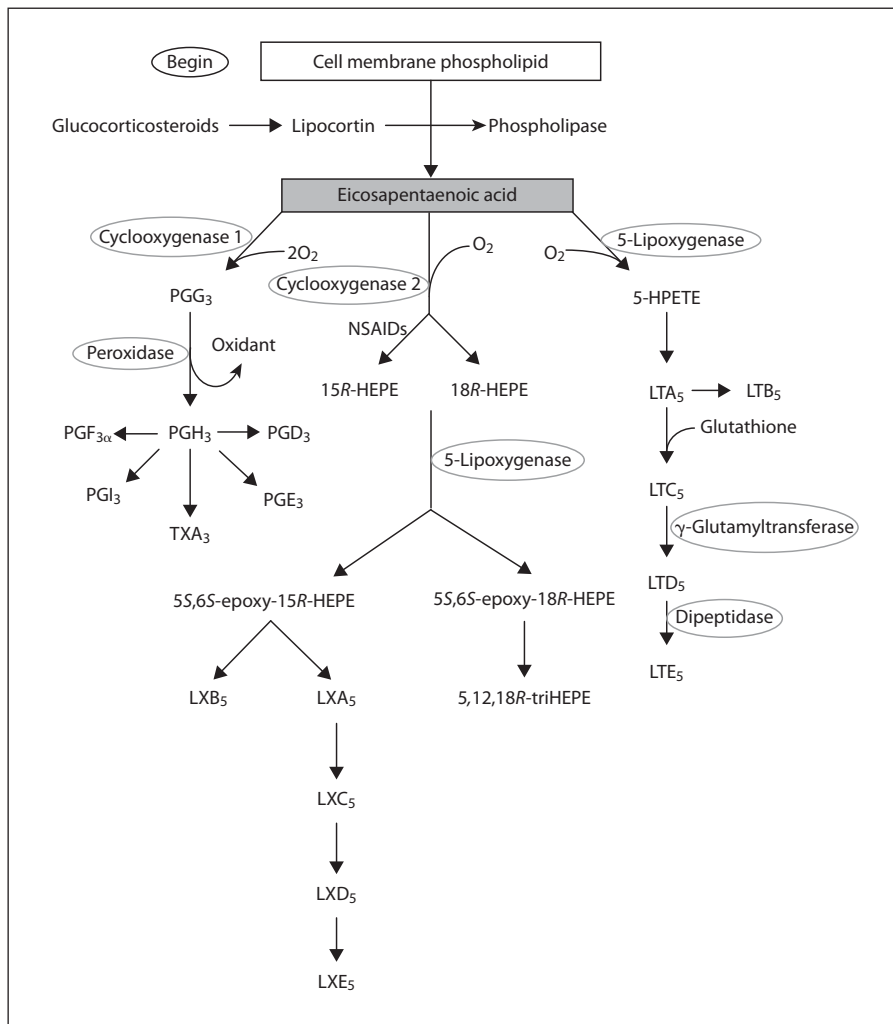 Begin
Cell membrane phospholipid
Glucocorticosteroids
Lipocortin
Phospholipase
Eicosapentaenoic acid
Cyclooxygenase 1
2O₂
Cyclooxygenase 2
O₂
O₂
5-Lipoxygenase
PGG₃
5-HPETE
NSAIDs
Peroxidase
Oxidant
15R-HEPE
18R-HEPE
LTA₅
LTB₅
Glutathione
PGF₃α
PGH₃
PGD₃
5-Lipoxygenase
PGI₃
PGE₃
LTC₅
TXA₃
γ-Glutamyltransferase
LTD₅
5S,6S-epoxy-15R-HEPE
5S,6S-epoxy-18R-HEPE
Dipeptidase
LTE₅
LXB₅
LXA₅
5,12,18R-triHEPE
LXC₅
LXD₅
LXE₅